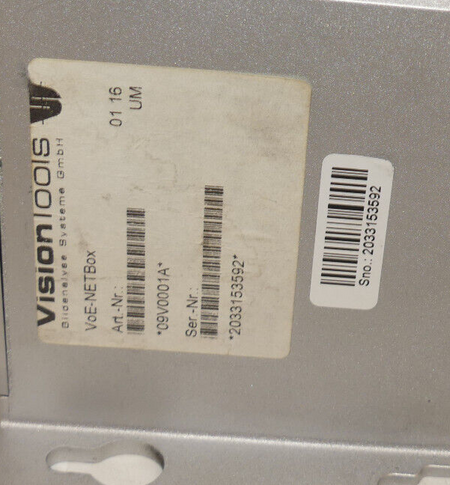 VisionTools
Bildanalyse Systeme GmbH
VoE-NETBox
01 16
UM
Art.-Nr.:
*09V0001A*
Ser.-Nr.:
*2033153592*
Sno.: 2033153592